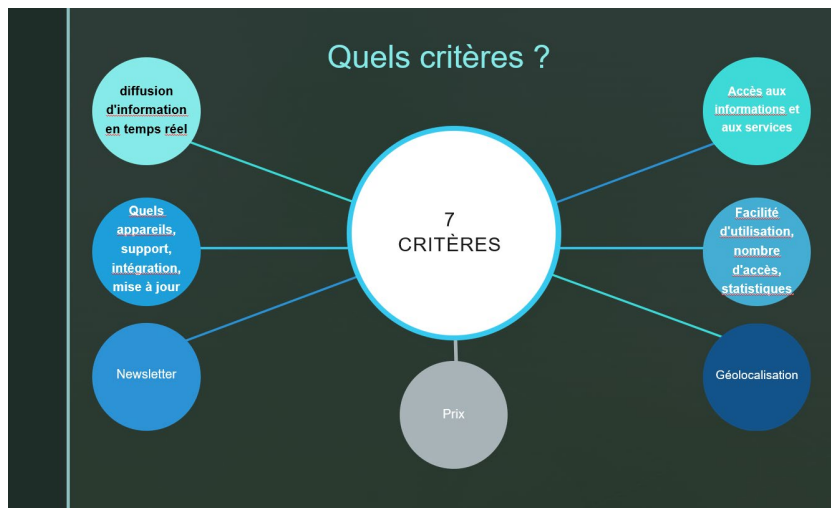 Quels critères ?
diffusion
d'information
en temps réel
Accès aux
informations et
aux services
7
CRITÈRES
Quels
appareils,
support,
intégration,
mise à jour
Facilité
d'utilisation,
nombre
d'accès,
statistiques
Newsletter
Géolocalisation
Prix